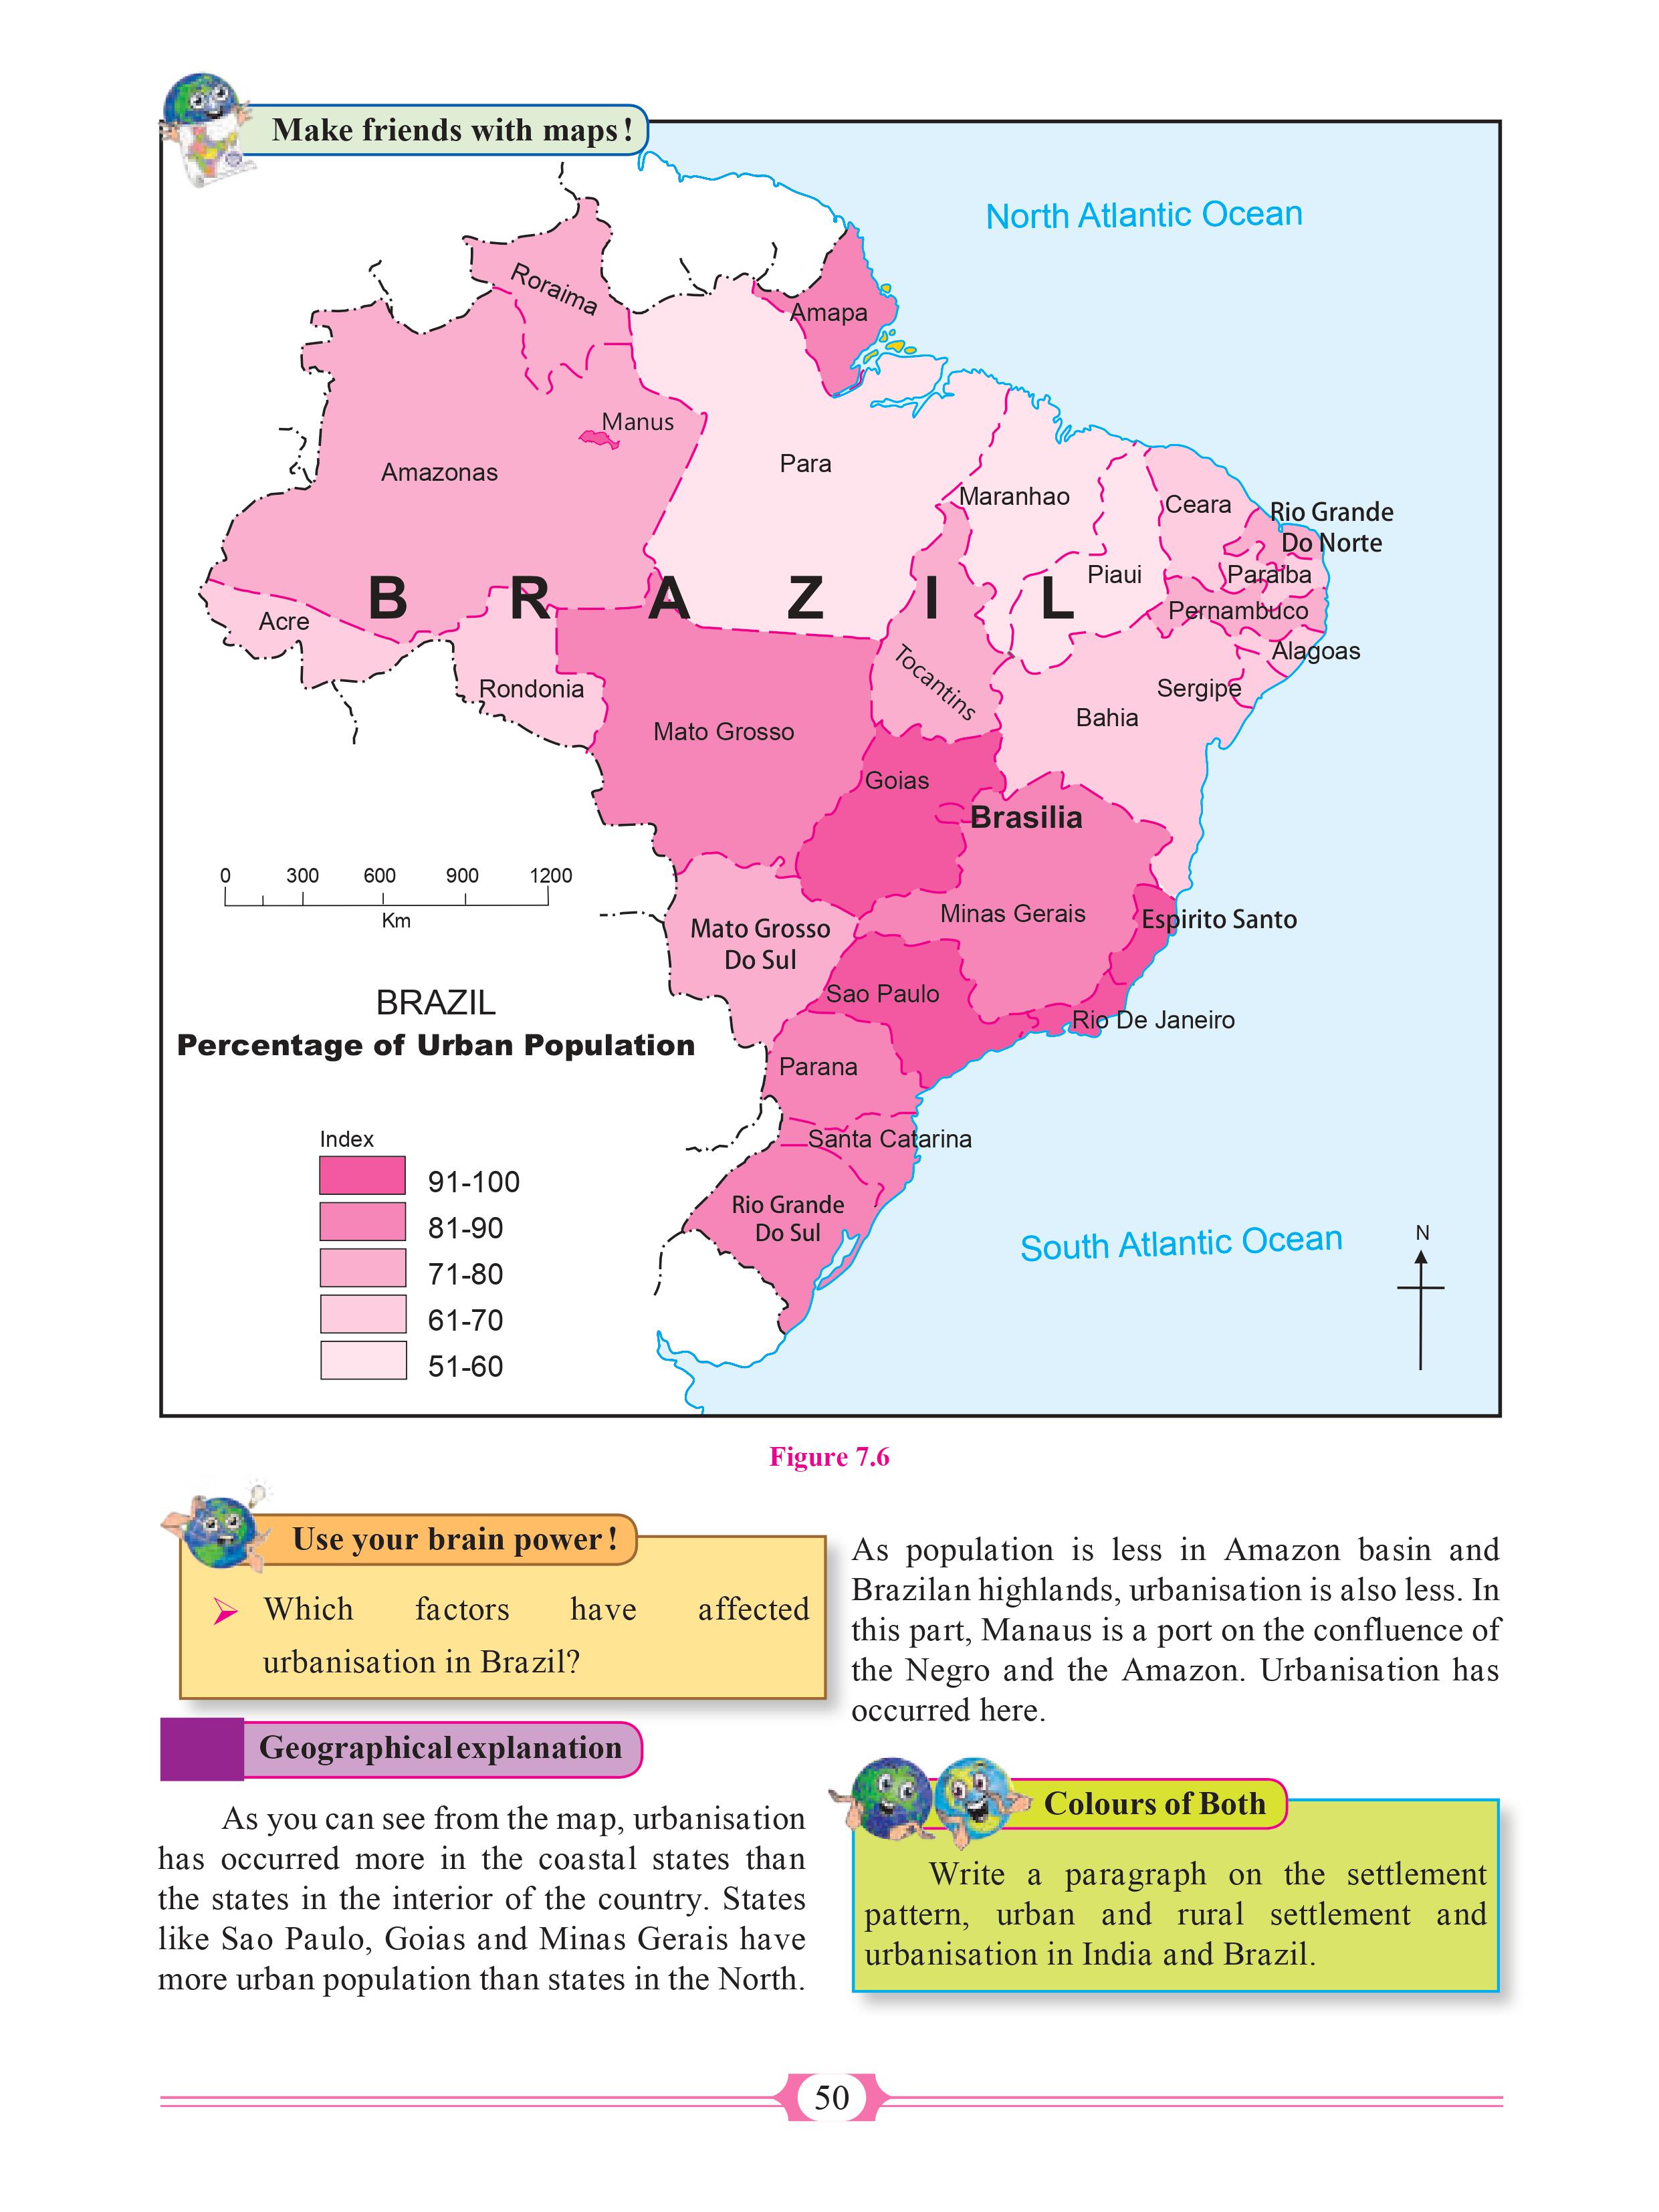 Make friends with maps!
North Atlantic Ocean
Roraima
Amapa
Manus
Amazonas
Para
Maranhao
Ceara
Rio Grande
Do Norte
Piaui
Paraiba
BRAZIL
Pernambuco
Acre
Alagoas
Tocantins
Sergipe
Rondonia
Bahia
Mato Grosso
Goias
Brasilia
0 300 600 900 1200
Km
Minas Gerais
Espirito Santo
Mato Grosso
Do Sul
Sao Paulo
BRAZIL
Rio De Janeiro
Percentage of Urban Population
Parana
Santa Catarina
Index
91-100
81-90
71-80
61-70
51-60
Rio Grande
Do Sul
South Atlantic Ocean
N
Figure 7.6
Use your brain power!
Which factors have affected
urbanisation in Brazil?
Geographical explanation
As you can see from the map, urbanisation
has occurred more in the coastal states than
the states in the interior of the country. States
like Sao Paulo, Goias and Minas Gerais have
more urban population than states in the North.
As population is less in Amazon basin and
Brazilan highlands, urbanisation is also less. In
this part, Manaus is a port on the confluence of
the Negro and the Amazon. Urbanisation has
occurred here.
Colours of Both
Write a paragraph on the settlement
pattern, urban and rural settlement and
urbanisation in India and Brazil.
50